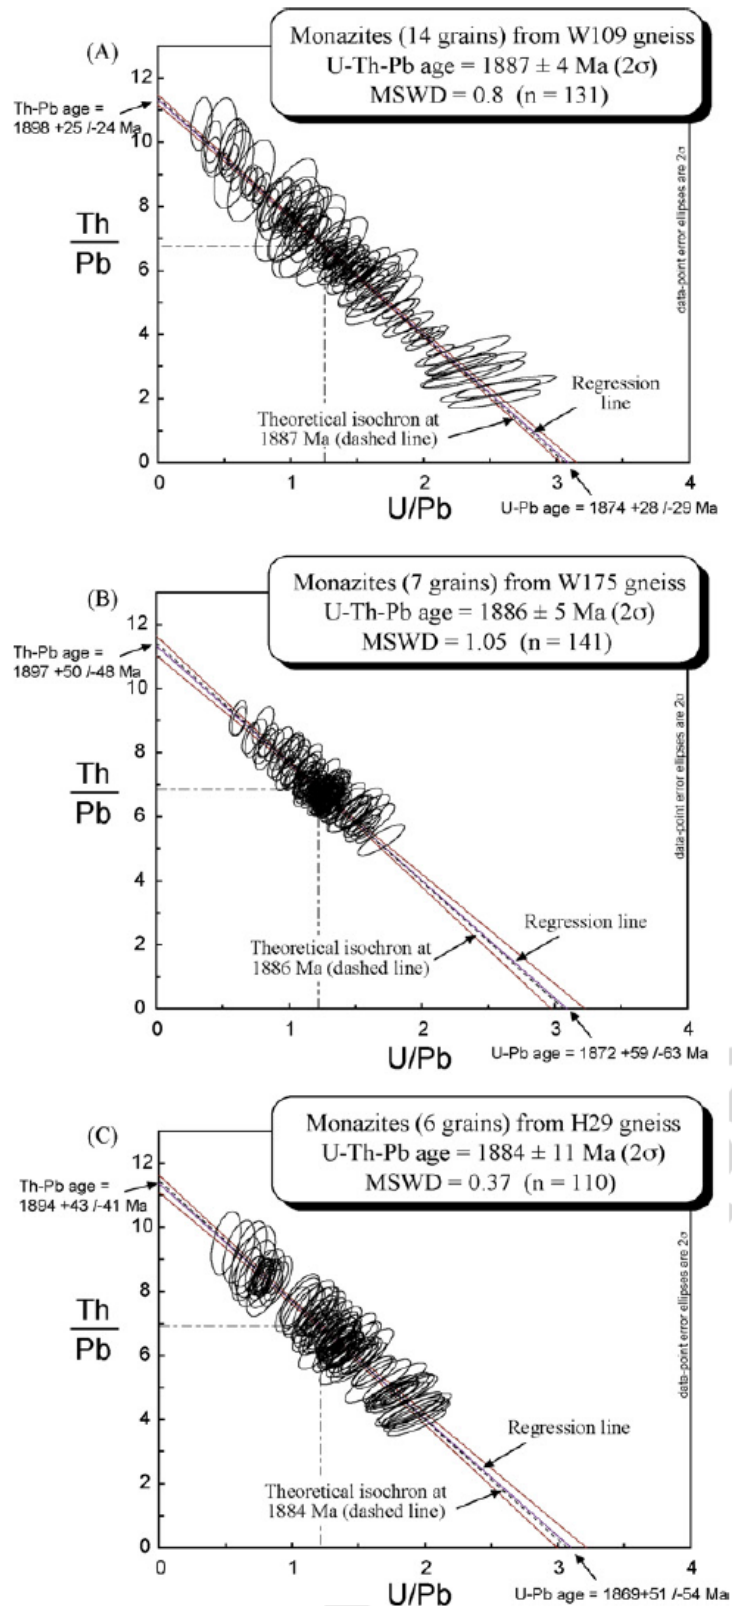 (A)
Monazites (14 grains) from W109 gneiss
U-Th-Pb age = 1887 ± 4 Ma (2σ)
MSWD = 0.8 (n = 131)
Th-Pb age =
1898 +25 /-24 Ma
12
10
8
6
4
2
0
Th
Pb
data-point error ellipses are 2σ
Regression
line
Theoretical isochron at
1887 Ma (dashed line)
0
1
2
3
4
U/Pb
U-Pb age = 1874 +28 /-29 Ma
(B)
Monazites (7 grains) from W175 gneiss
U-Th-Pb age = 1886 ± 5 Ma (2σ)
MSWD = 1.05 (n = 141)
Th-Pb age =
1897 +50 /-48 Ma
12
10
8
6
4
2
0
Th
Pb
data-point error ellipses are 2σ
Regression line
Theoretical isochron at
1886 Ma (dashed line)
0
1
2
3
4
U/Pb
U-Pb age = 1872 +59 /-63 Ma
(C)
Monazites (6 grains) from H29 gneiss
U-Th-Pb age = 1884 ± 11 Ma (2σ)
MSWD = 0.37 (n = 110)
Th-Pb age =
1894 +43 /-41 Ma
12
10
8
6
4
2
0
Th
Pb
data-point error ellipses are 2σ
Regression line
Theoretical isochron at
1884 Ma (dashed line)
0
1
2
3
4
U/Pb
U-Pb age = 1869+51 /-54 Ma